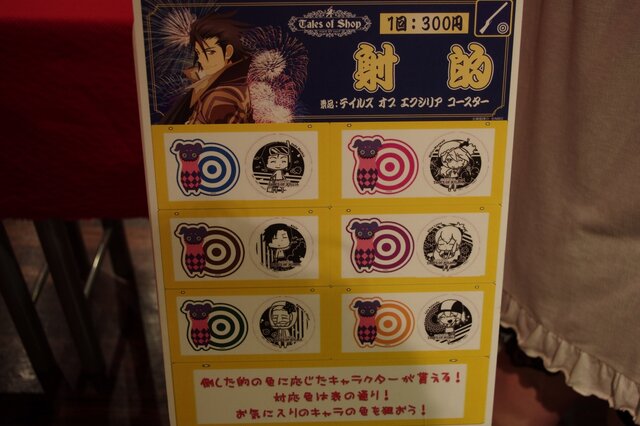 Tales of Shop
1回：300円
射的
景品：テイルズ オブ エクシリア コースター
倒した的の色に応じたキャラクターが貰える！
対応色は表の通り！
お気に入りのキャラの色を狙おう！